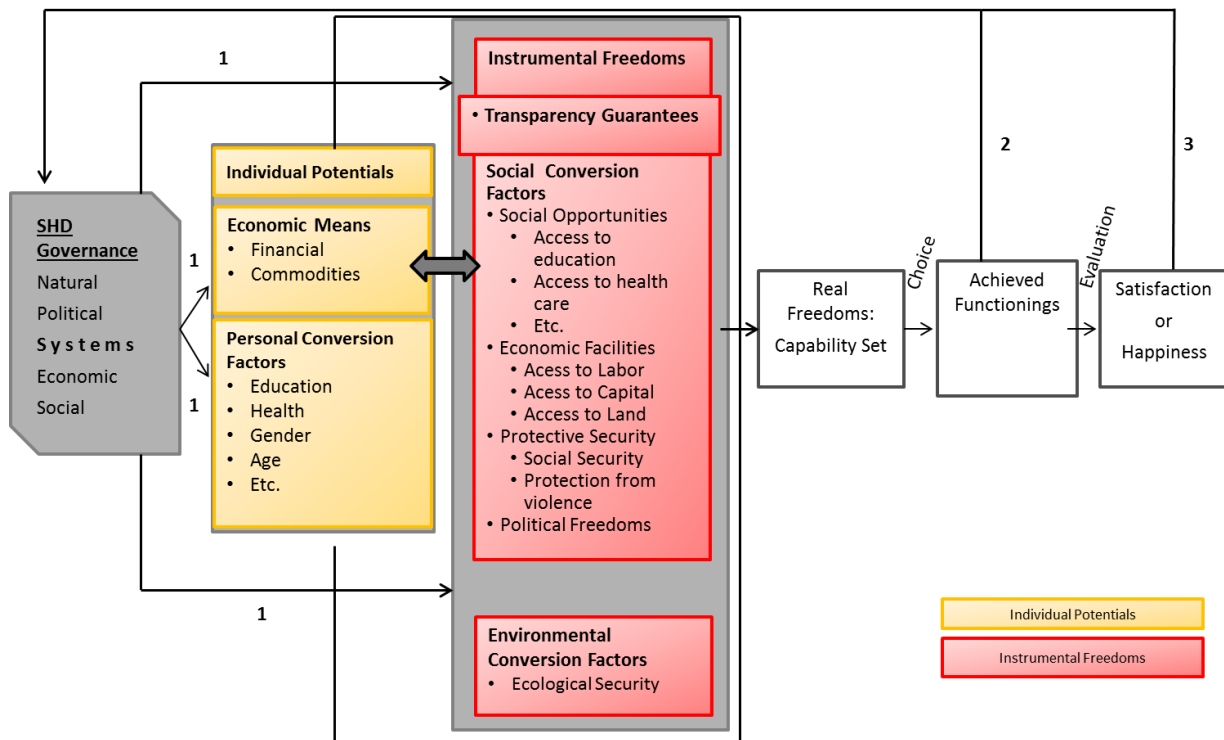 1
1
1
1
2
3
SHD
Governance
Natural
Political
Systems
Economic
Social
Individual Potentials
Economic Means
• Financial
• Commodities
Personal Conversion
Factors
• Education
• Health
• Gender
• Age
• Etc.
Instrumental Freedoms
• Transparency Guarantees
Social Conversion
Factors
• Social Opportunities
• Access to
education
• Access to health
care
• Etc.
• Economic Facilities
• Acess to Labor
• Acess to Capital
• Access to Land
• Protective Security
• Social Security
• Protection from
violence
• Political Freedoms
Environmental
Conversion Factors
• Ecological Security
Real
Freedoms:
Capability Set
Choice
Achieved
Functionings
Evaluation
Satisfaction
or
Happiness
Individual Potentials
Instrumental Freedoms